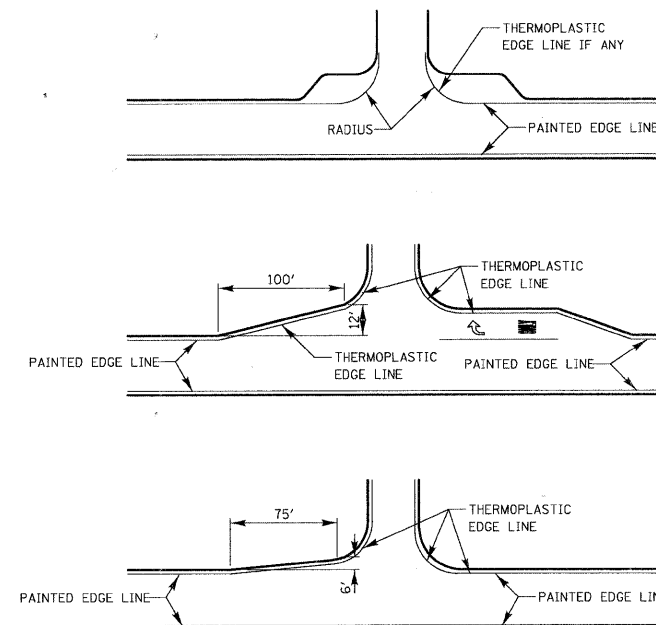 THERMOPLASTIC
EDGE LINE IF ANY
RADIUS
PAINTED EDGE LINE
100'
THERMOPLASTIC
EDGE LINE
12'
PAINTED EDGE LINE
THERMOPLASTIC
EDGE LINE
PAINTED EDGE LINE
75'
THERMOPLASTIC
EDGE LINE
6'
PAINTED EDGE LINE
PAINTED EDGE LIN